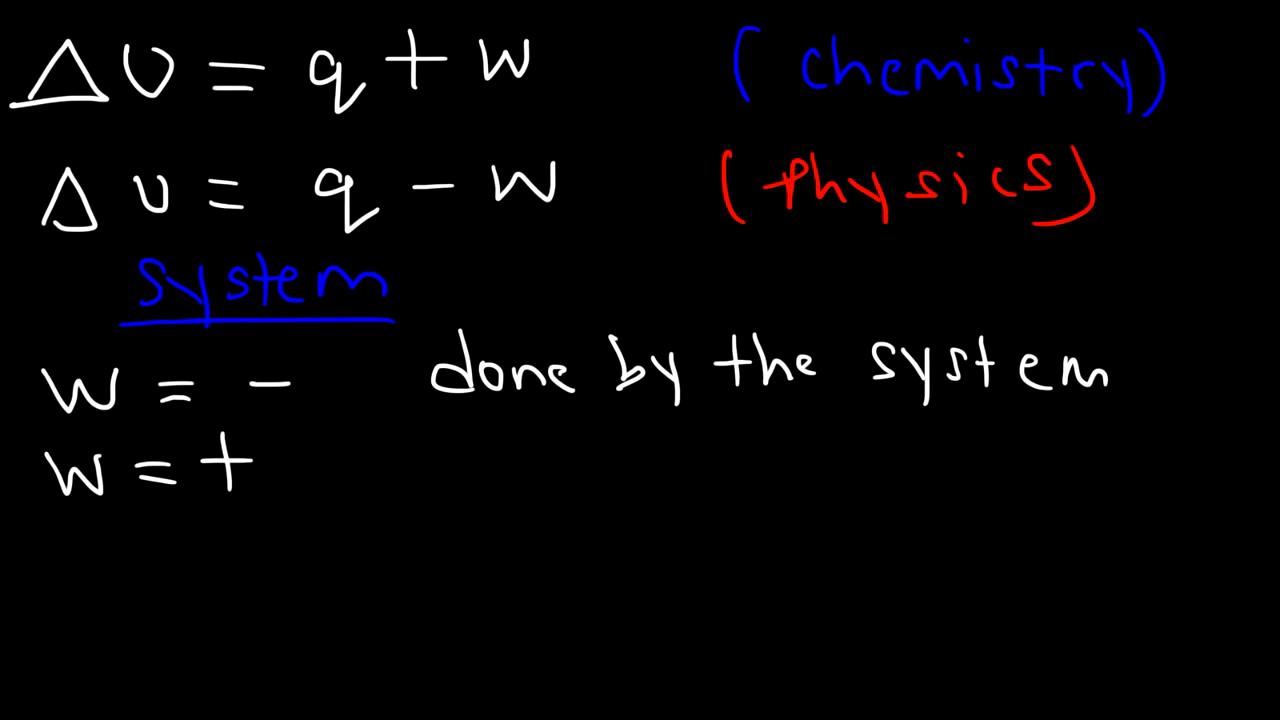 ΔU = q + w (chemistry)
ΔU = q - w (physics)
system
w = - done by the system
w = +